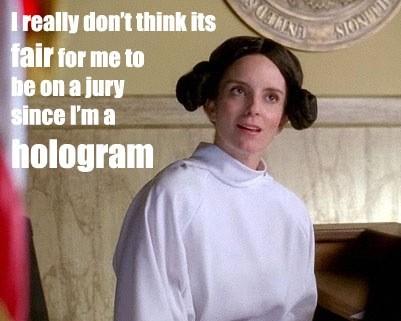 I really don't think its
fair for me to
be on a jury
since I'm a
hologram